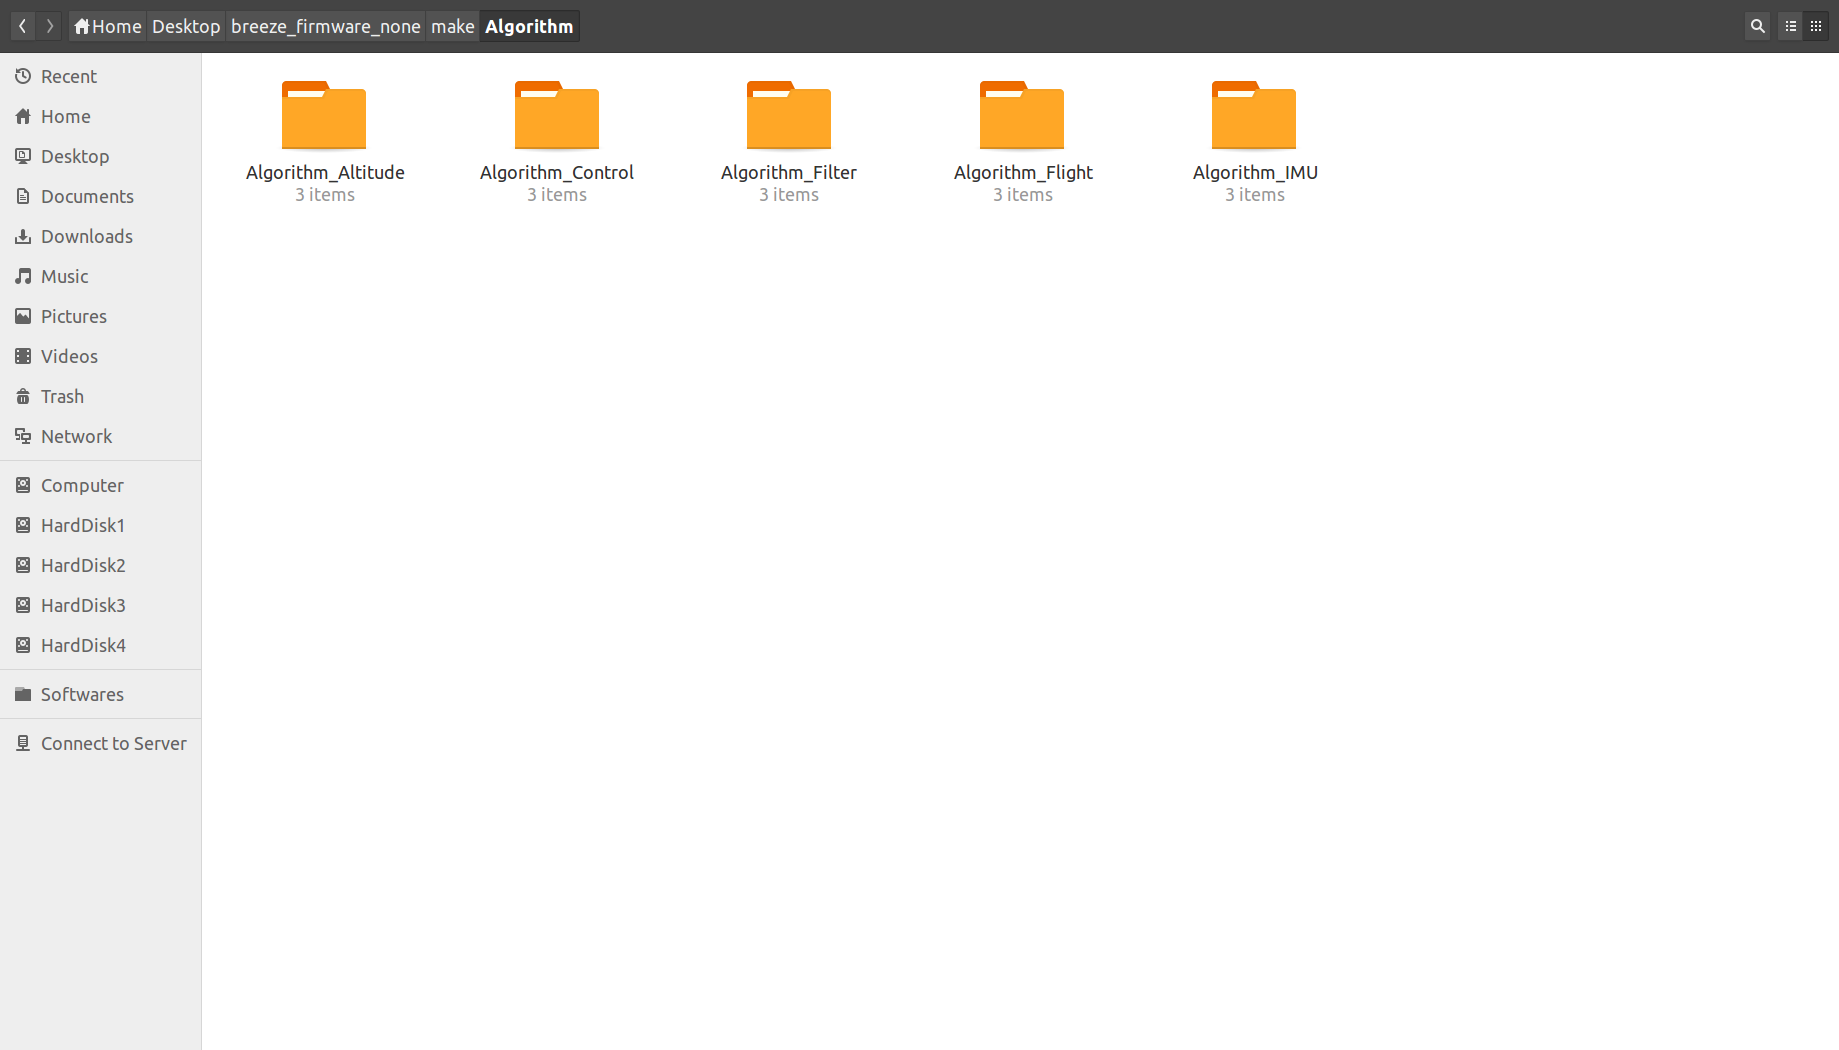 Home Desktop breeze_firmware_none make Algorithm
Recent
Home
Desktop
Documents
Downloads
Music
Pictures
Videos
Trash
Network
Computer
HardDisk1
HardDisk2
HardDisk3
HardDisk4
Softwares
Connect to Server
Algorithm_Altitude
3 items
Algorithm_Control
3 items
Algorithm_Filter
3 items
Algorithm_Flight
3 items
Algorithm_IMU
3 items